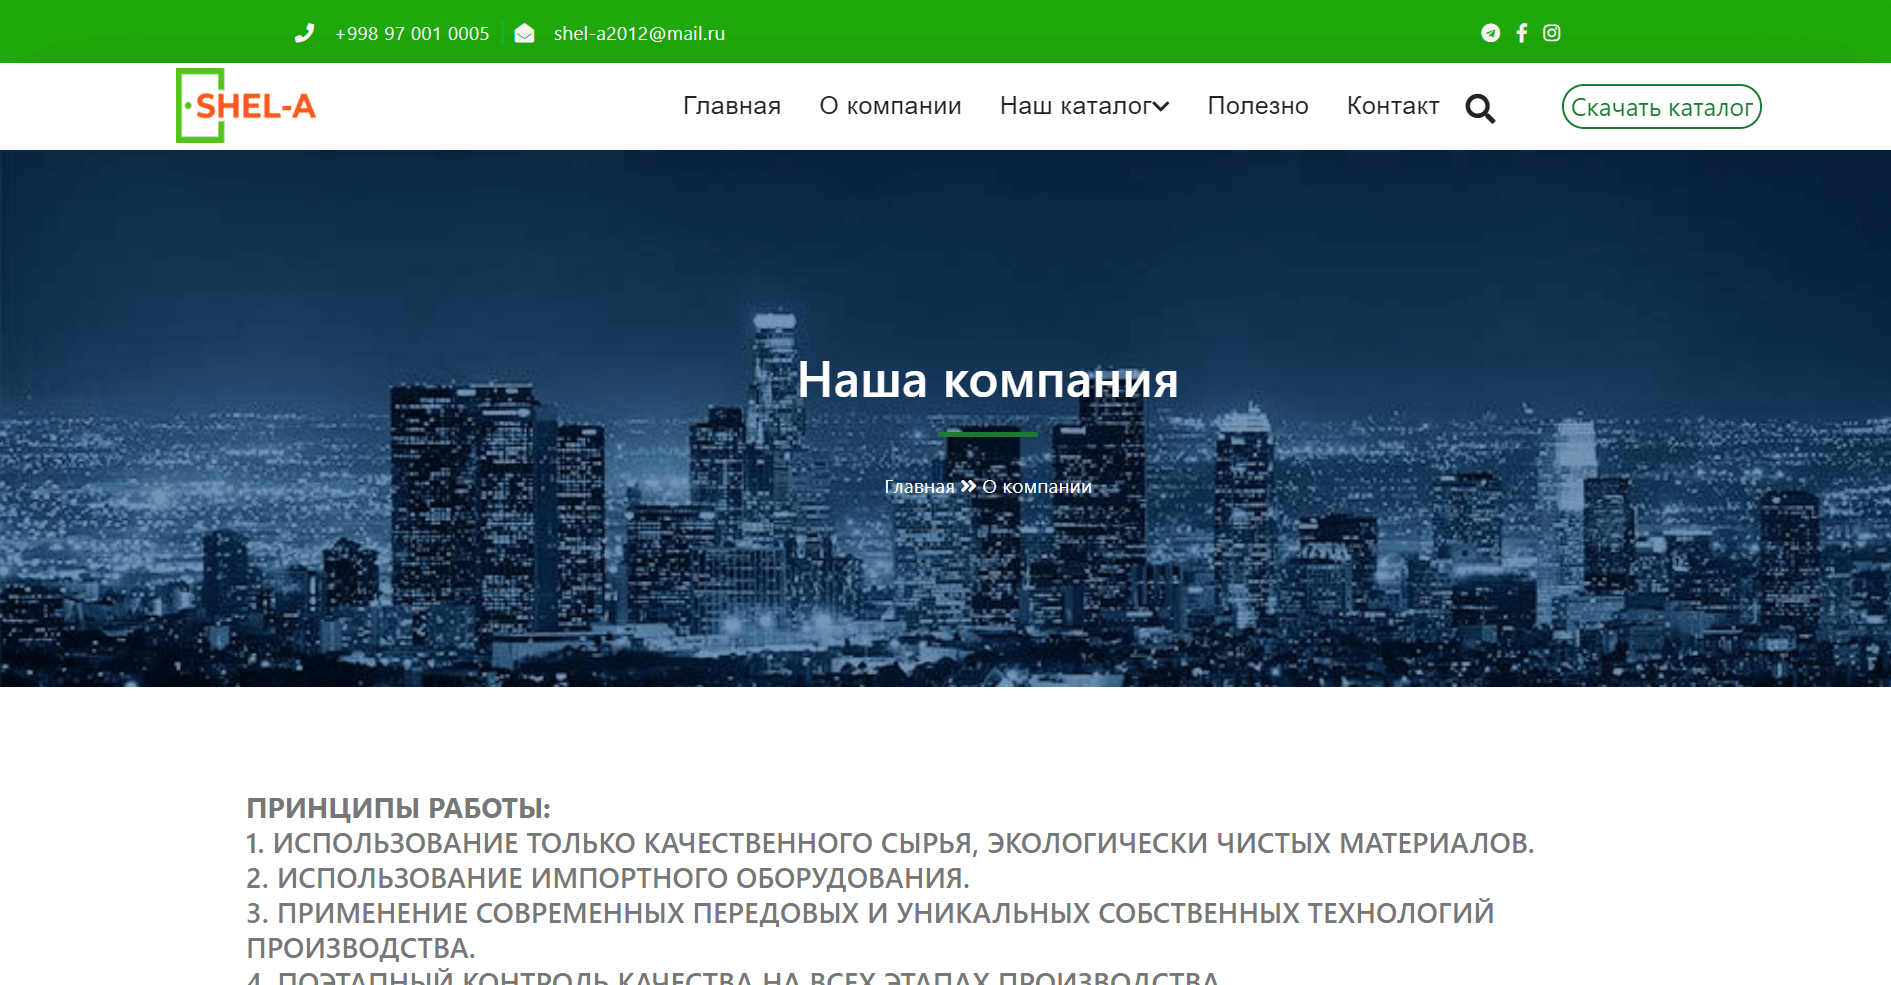 +998 97 001 0005 shel-a2012@mail.ru
SHEL-A
Главная О компании Наш каталог Полезно Контакт Скачать каталог
Наша компания
Главная О компании
ПРИНЦИПЫ РАБОТЫ:
1. ИСПОЛЬЗОВАНИЕ ТОЛЬКО КАЧЕСТВЕННОГО СЫРЬЯ, ЭКОЛОГИЧЕСКИ ЧИСТЫХ МАТЕРИАЛОВ.
2. ИСПОЛЬЗОВАНИЕ ИМПОРТНОГО ОБОРУДОВАНИЯ.
3. ПРИМЕНЕНИЕ СОВРЕМЕННЫХ ПЕРЕДОВЫХ И УНИКАЛЬНЫХ СОБСТВЕННЫХ ТЕХНОЛОГИЙ
ПРОИЗВОДСТВА.
4. ПОЭТАПНЫЙ КОНТРОЛЬ КАЧЕСТВА НА ВСЕХ ЭТАПАХ ПРОИЗВОДСТВА